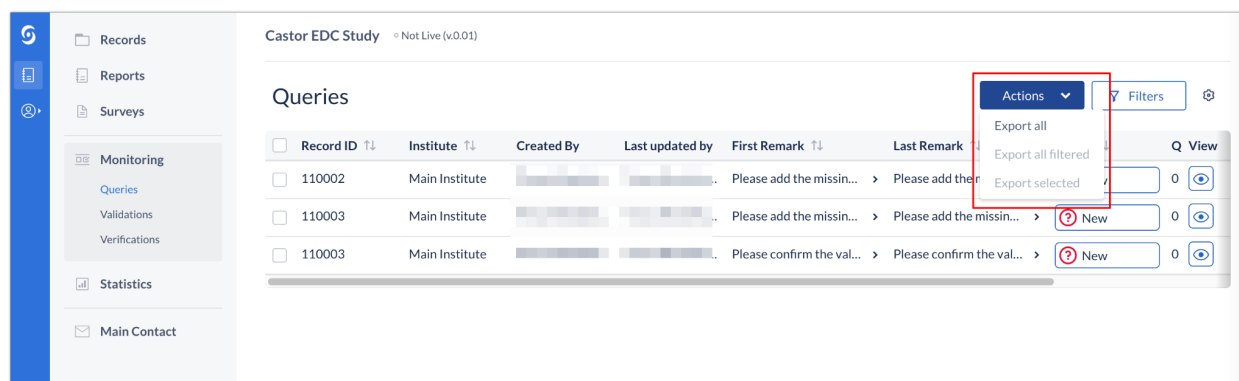 Castor EDC Study Not Live (v.0.01)
Records
Reports
Surveys
Monitoring
Queries
Validations
Verifications
Statistics
Main Contact
Queries
Actions
Filters
Export all
Export all filtered
Export selected
Record ID Institute Created By Last updated by First Remark Last Remark Q View
110002 Main Institute Please add the missin... 0
110003 Main Institute Please add the missin... Please add the missin... New 0
110003 Main Institute Please confirm the val... Please confirm the val... New 0